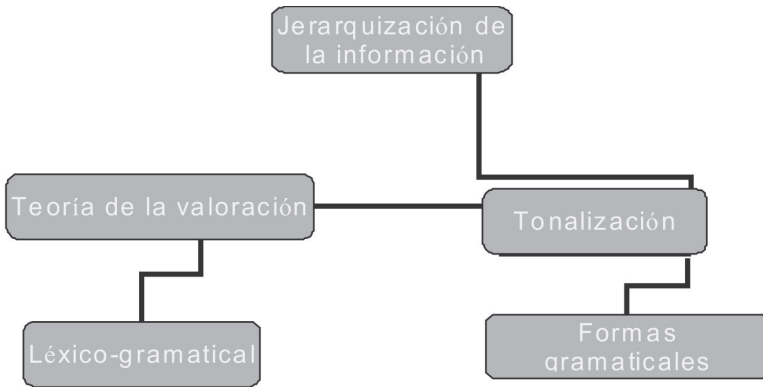 Jerarquización de
la información
Teoría de la valoración
Tonalización
Léxico-gramatical
Formas
gramaticales